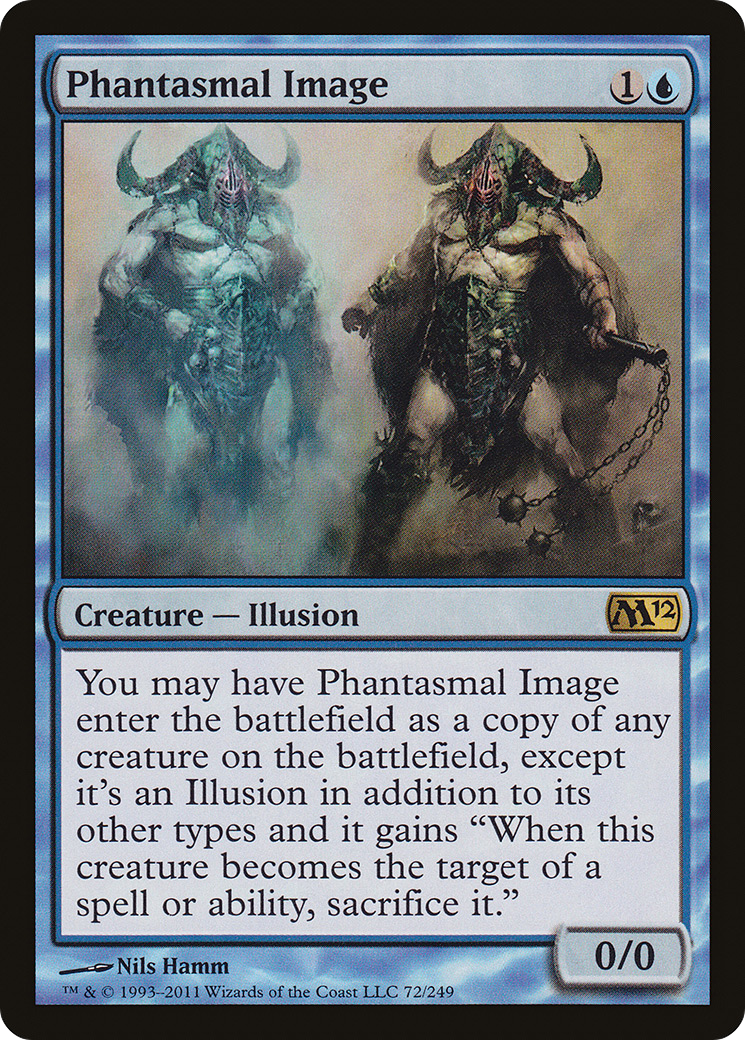 Phantasmal Image 1
Creature — Illusion M12
You may have Phantasmal Image
enter the battlefield as a copy of any
creature on the battlefield, except
it's an Illusion in addition to its
other types and it gains “When this
creature becomes the target of a
spell or ability, sacrifice it.”
0/0
Nils Hamm
™ & © 1993–2011 Wizards of the Coast LLC 72/249